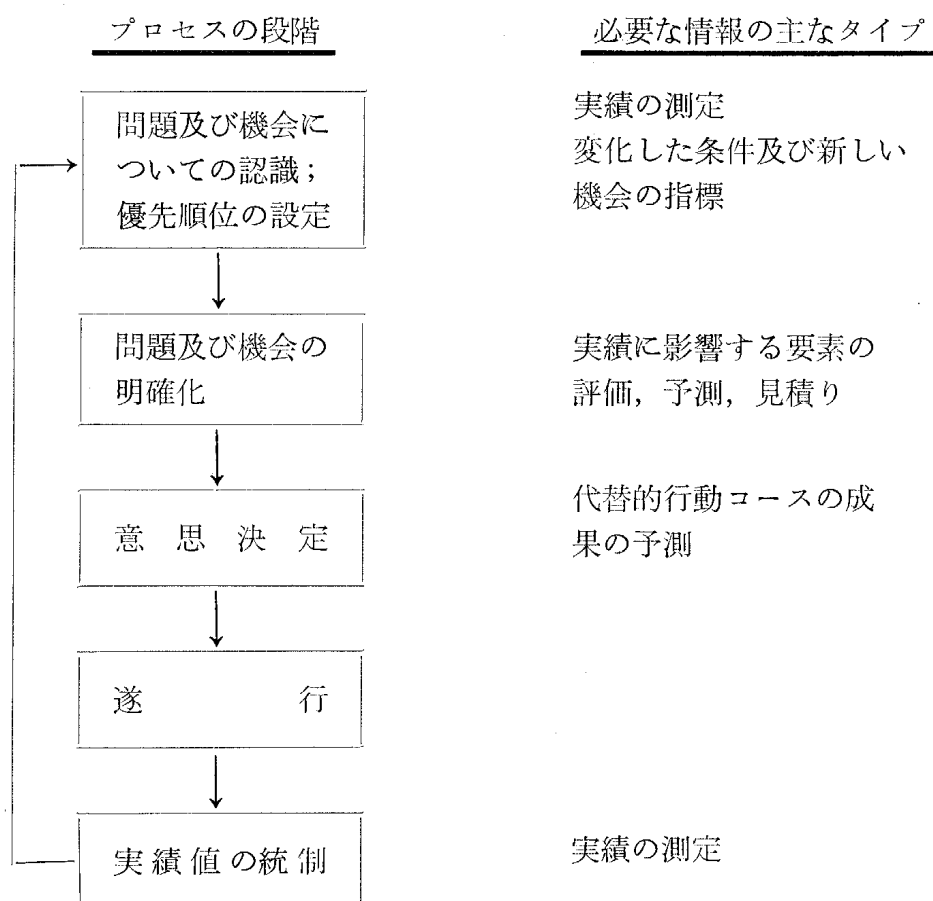 プロセスの段階
必要な情報の主なタイプ
問題及び機会に
ついての認識；
優先順位の設定
実績の測定
変化した条件及び新しい
機会の指標
問題及び機会の
明確化
実績に影響する要素の
評価，予測，見積り
意思決定
代替的行動コースの成
果の予測
遂行
実績値の統制
実績の測定